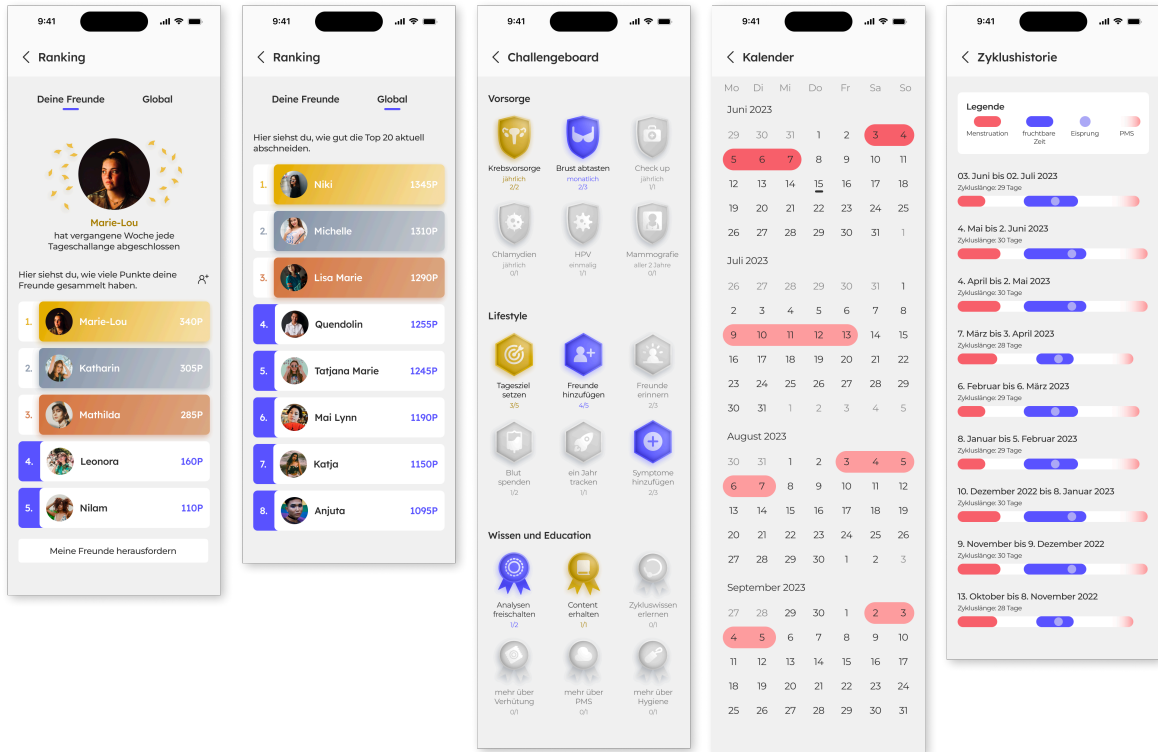 9:41
Ranking
Deine Freunde Global
Marie-Lou
hat vergangene Woche jede
Tageschallange abgeschlossen
Hier siehst du, wie viele Punkte deine
Freunde gesammelt haben.
1. Marie-Lou 340P
2. Katharin 305P
3. Mathilda 285P
4. Leonora 160P
5. Nilam 110P
Meine Freunde herausfordern
9:41
Ranking
Deine Freunde Global
Hier siehst du, wie gut die Top 20 aktuell
abschneiden.
1. Niki 1345P
2. Michelle 1310P
3. Lisa Marie 1290P
4. Quendolin 1255P
5. Tatjana Marie 1245P
6. Mai Lynn 1190P
7. Katja 1150P
8. Anjuta 1095P
9:41
Challengeboard
Vorsorge
Krebsvorsorge Brust abtasten Check up
jährlich monatlich jährlich
2/2 2/3 1/1
Chlamydien HPV Mammografie
jährlich einmalig aller 2 Jahre
0/1 1/1 0/1
Lifestyle
Tagesziel Freunde Freunde
setzen hinzufügen erinnern
3/5 4/5 2/3
Blut ein Jahr Symptome
spenden tracken hinzufügen
1/2 1/1 2/3
Wissen und Education
Analysen Content Zykluswissen
freischalten erhalten erlernen
1/2 1/1 0/1
mehr über mehr über mehr über
Verhütung PMS Hygiene
0/1 0/1 0/1
9:41
Kalender
Mo Di Mi Do Fr Sa So
Juni 2023
29 30 31 1 2 3 4
5 6 7 8 9 10 11
12 13 14 15 16 17 18
19 20 21 22 23 24 25
26 27 28 29 30 31 1
Juli 2023
26 27 28 29 30 31 1
2 3 4 5 6 7 8
9 10 11 12 13 14 15
16 17 18 19 20 21 22
23 24 25 26 27 28 29
30 31 1 2 3 4 5
August 2023
30 31 1 2 3 4 5
6 7 8 9 10 11 12
13 14 15 16 17 18 19
20 21 22 23 24 25 26
27 28 29 30 1 2 3
September 2023
27 28 29 30 1 2 3
4 5 6 7 8 9 10
11 12 13 14 15 16 17
18 19 20 21 22 23 24
25 26 27 28 29 30 31
9:41
Zyklushistorie
Legende
Menstruation fruchtbare Eisprung PMS
Zeit
03. Juni bis 02. Juli 2023
Zykluslänge: 29 Tage
4. Mai bis 2. Juni 2023
Zykluslänge: 30 Tage
4. April bis 2. Mai 2023
Zykluslänge: 30 Tage
7. März bis 3. April 2023
Zykluslänge: 28 Tage
6. Februar bis 6. März 2023
Zykluslänge: 29 Tage
8. Januar bis 5. Februar 2023
Zykluslänge: 29 Tage
10. Dezember 2022 bis 8. Januar 2023
Zykluslänge: 30 Tage
9. November bis 9. Dezember 2022
Zykluslänge: 30 Tage
13. Oktober bis 8. November 2022
Zykluslänge: 28 Tage